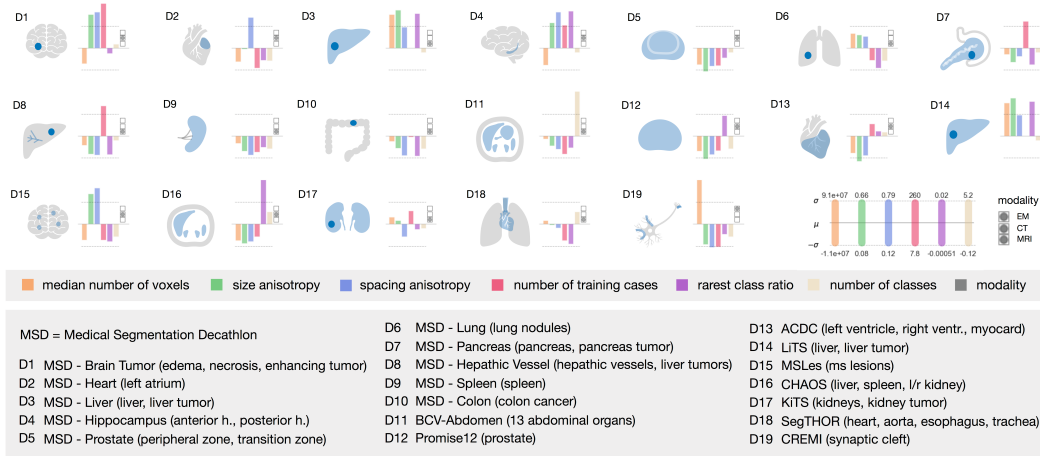 D1
D2
D3
D4
D5
D6
D7
D8
D9
D10
D11
D12
D13
D14
D15
D16
D17
D18
D19
9.1e+07 0.66 0.79 260 0.02 5.2
σ
μ
−σ
-1.1e+07 0.08 0.12 7.8 -0.00051 -0.12
modality
EM
CT
MRI
median number of voxels size anisotropy spacing anisotropy number of training cases rarest class ratio number of classes modality
MSD = Medical Segmentation Decathlon
D1 MSD - Brain Tumor (edema, necrosis, enhancing tumor)
D2 MSD - Heart (left atrium)
D3 MSD - Liver (liver, liver tumor)
D4 MSD - Hippocampus (anterior h., posterior h.)
D5 MSD - Prostate (peripheral zone, transition zone)
D6 MSD - Lung (lung nodules)
D7 MSD - Pancreas (pancreas, pancreas tumor)
D8 MSD - Hepathic Vessel (hepathic vessels, liver tumors)
D9 MSD - Spleen (spleen)
D10 MSD - Colon (colon cancer)
D11 BCV-Abdomen (13 abdominal organs)
D12 Promise12 (prostate)
D13 ACDC (left ventricle, right ventr., myocard)
D14 LiTS (liver, liver tumor)
D15 MSLes (ms lesions)
D16 CHAOS (liver, spleen, l/r kidney)
D17 KiTS (kidneys, kidney tumor)
D18 SegTHOR (heart, aorta, esophagus, trachea)
D19 CREMI (synaptic cleft)